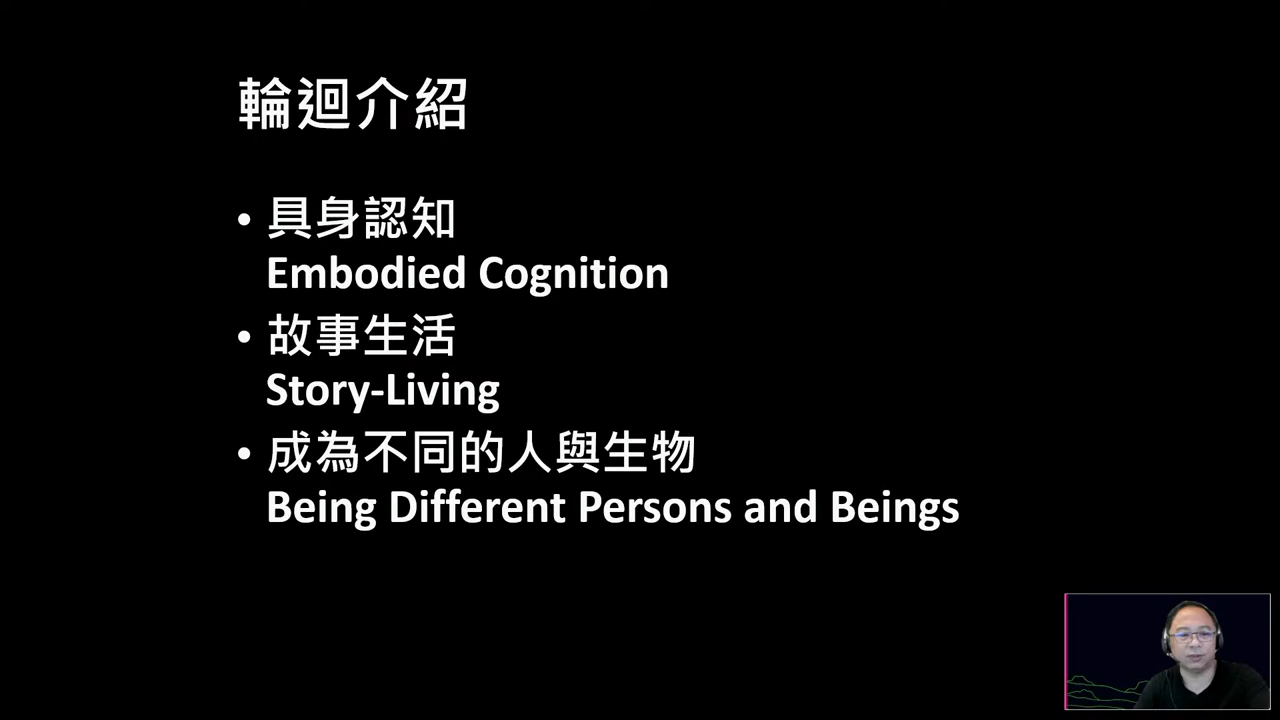 輪迴介紹
• 具身認知
Embodied Cognition
• 故事生活
Story-Living
• 成為不同的人與生物
Being Different Persons and Beings